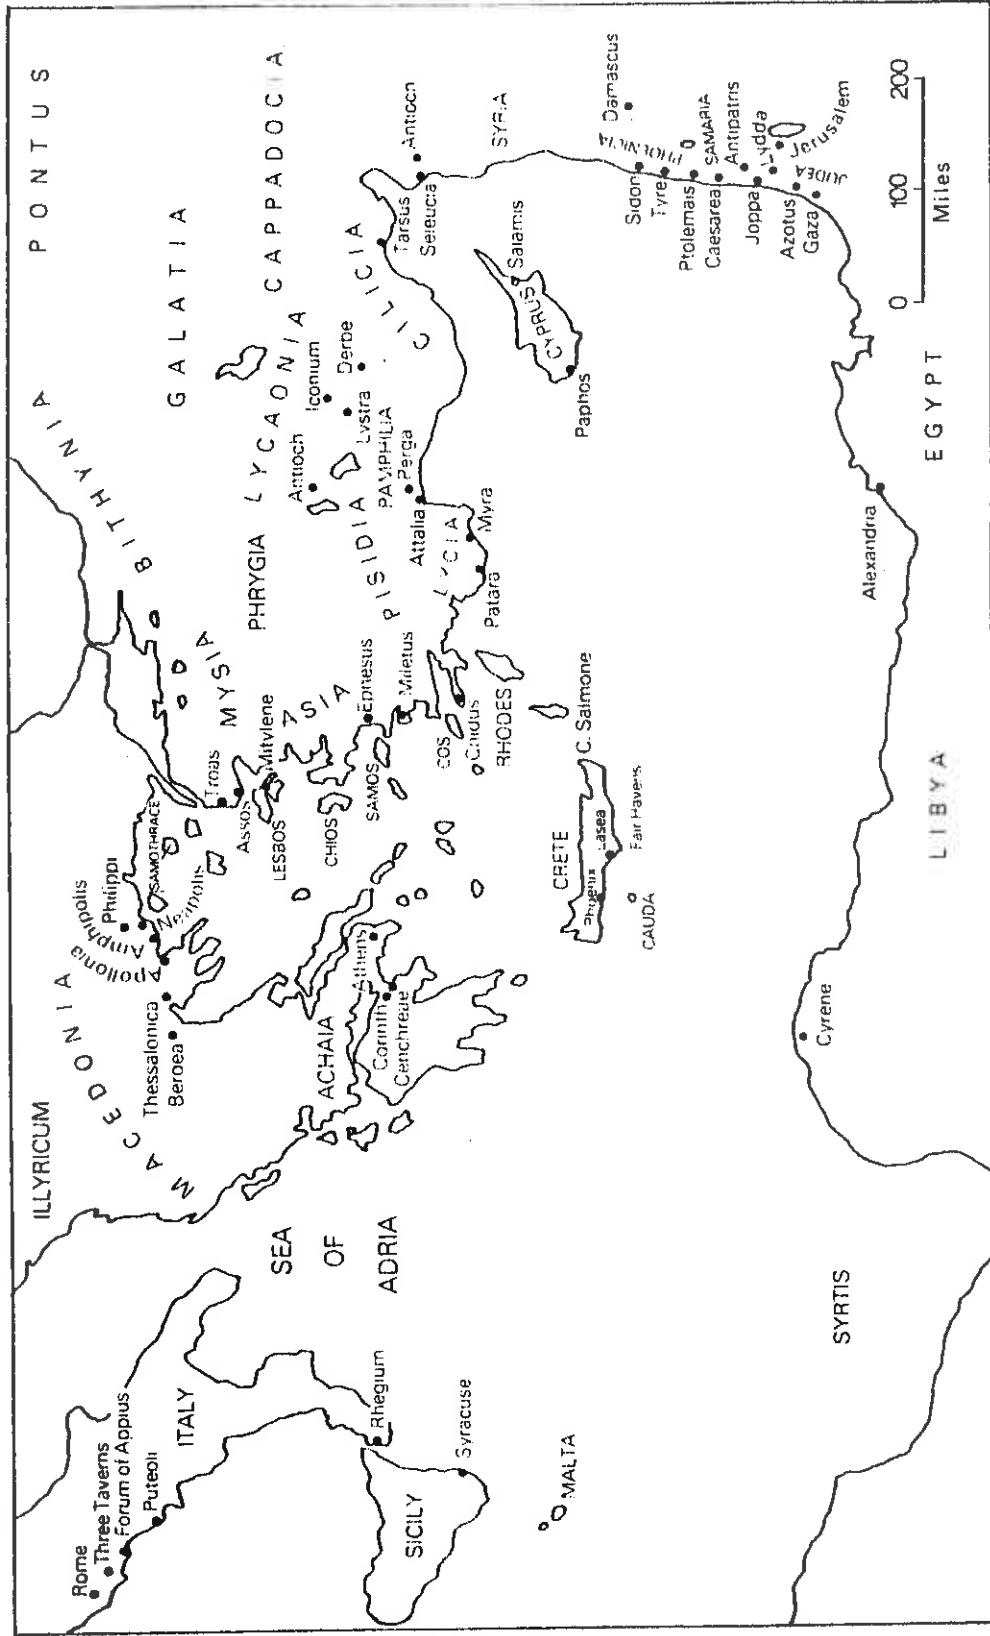 PONTUS
BITHYNIA
GALATIA
CAPPADOCIA
ILLYRICUM
MACEDONIA
Thessalonica
Beroea
Apollonia
Amphipolis
Philippi
Neapolis
SAMOTHRACE
Troas
MYSIA
Assos
Mitylene
LESBOS
ASIA
PHRYGIA
LYCAONIA
Antioch
Iconium
Lystra
Derbe
PISIDIA
PAMPHILIA
Perga
Attalia
CILICIA
Tarsus
Seleucia
Antioch
SYRIA
LYCIA
Myra
Patara
CHIOS
SAMOS
Ephesus
Miletus
COS
Cnidus
RHODES
ACHAIA
Athens
Corinth
Cenchreae
SEA
OF
ADRIA
Rome
Three Taverns
Forum of Appius
Puteoli
ITALY
Rhegium
SICILY
Syracuse
MALTA
CRETE
Phoenix
Lasea
Fair Havens
C. Salmone
CAUDA
CYPRUS
Salamis
Paphos
Damascus
PHOENICIA
Sidon
Tyre
Ptolemais
Caesarea
SAMARIA
Antipatris
Joppa
Lydda
Jerusalem
JUDEA
Azotus
Gaza
SYRTIS
Cyrene
LIBYA
Alexandria
EGYPT
0 100 200
Miles